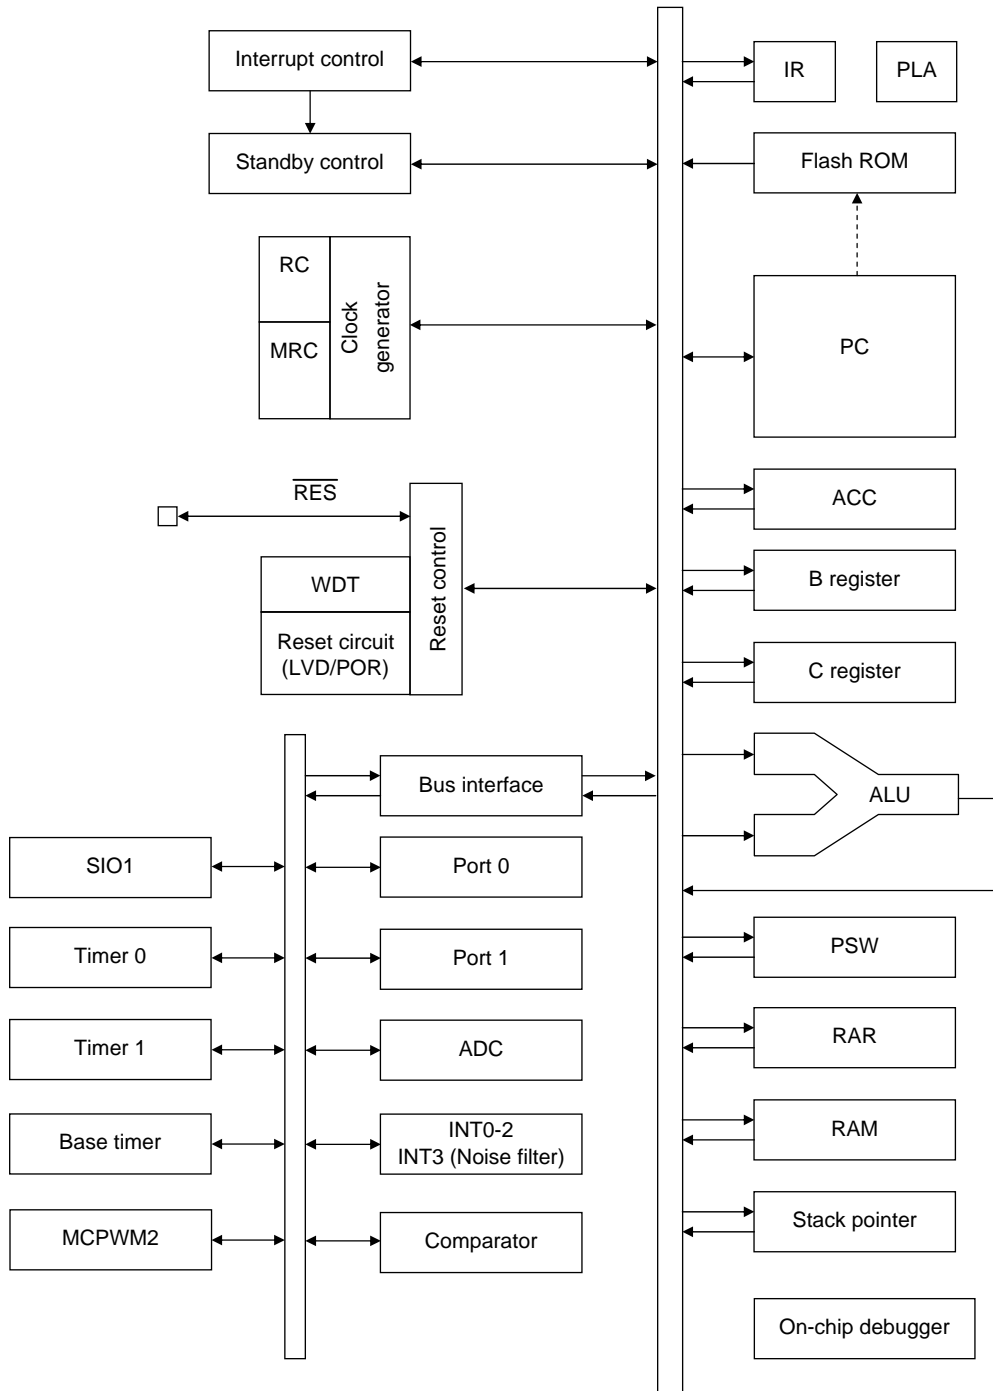 Interrupt control
IR
PLA
Standby control
Flash ROM
RC
MRC
Clock
generator
PC
RES
ACC
WDT
Reset circuit
(LVD/POR)
Reset control
B register
C register
Bus interface
ALU
SIO1
Port 0
Timer 0
Port 1
PSW
Timer 1
ADC
RAR
Base timer
INT0-2
INT3 (Noise filter)
RAM
MCPWM2
Comparator
Stack pointer
On-chip debugger